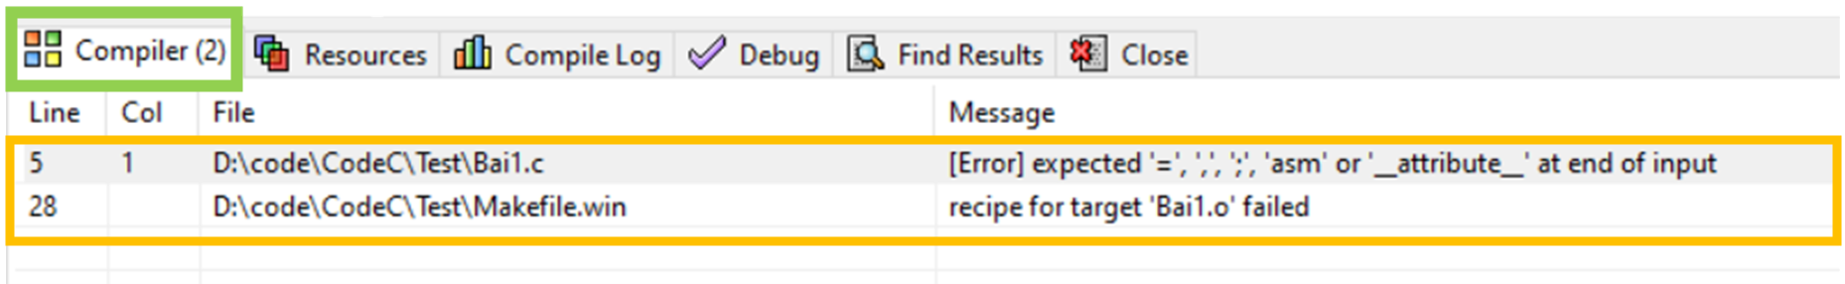 Compiler (2) Resources Compile Log Debug Find Results Close
Line Col File Message
5 1 D:\code\CodeC\Test\Bai1.c [Error] expected '=', ',', ';', 'asm' or '__attribute__' at end of input
28 D:\code\CodeC\Test\Makefile.win recipe for target 'Bai1.o' failed